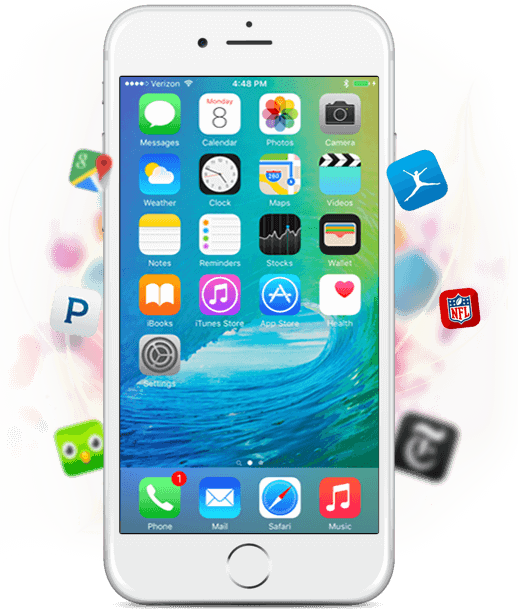 Verizon 4:48 PM
Monday
8
Messages Calendar Photos Camera
280
Weather Clock Maps Videos
Notes Reminders Stocks Wallet
iBooks iTunes Store App Store Health
Settings
1
Phone Mail Safari Music
g
P
NFL
T